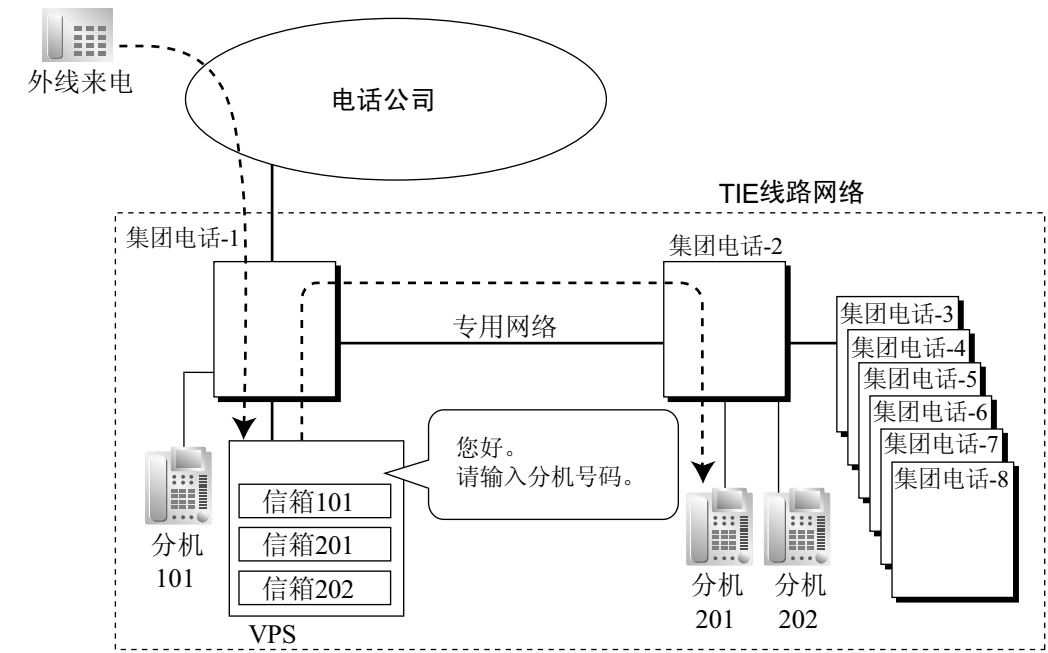 外线来电
电话公司
TIE线路网络
集团电话-1
集团电话-2
专用网络
集团电话-3
集团电话-4
集团电话-5
集团电话-6
集团电话-7
集团电话-8
您好。
请输入分机号码。
信箱101
信箱201
信箱202
VPS
分机
101
分机
201
分机
202